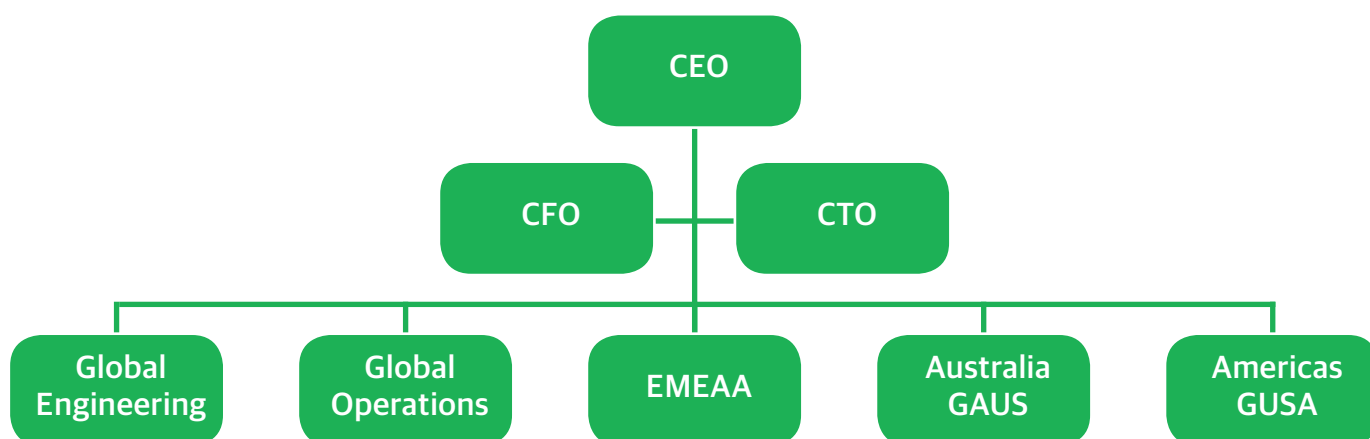 CEO
CFO
CTO
Global
Engineering
Global
Operations
EMEAA
Australia
GAUS
Americas
GUSA